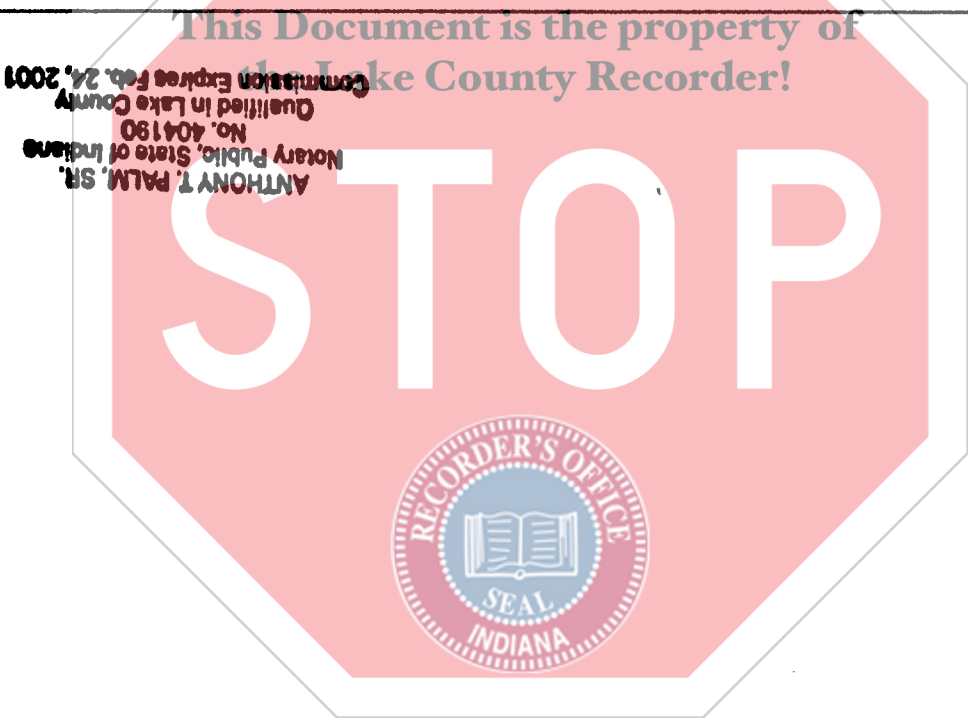 This Document is the property of
the Lake County Recorder!
ANTHONY T. PALM, SR.
Notary Public, State of Indiana
No. 404190
Qualified in Lake County
Commission Expires Feb. 24, 2001
STOP
RECORDER'S OFFICE
SEAL
INDIANA